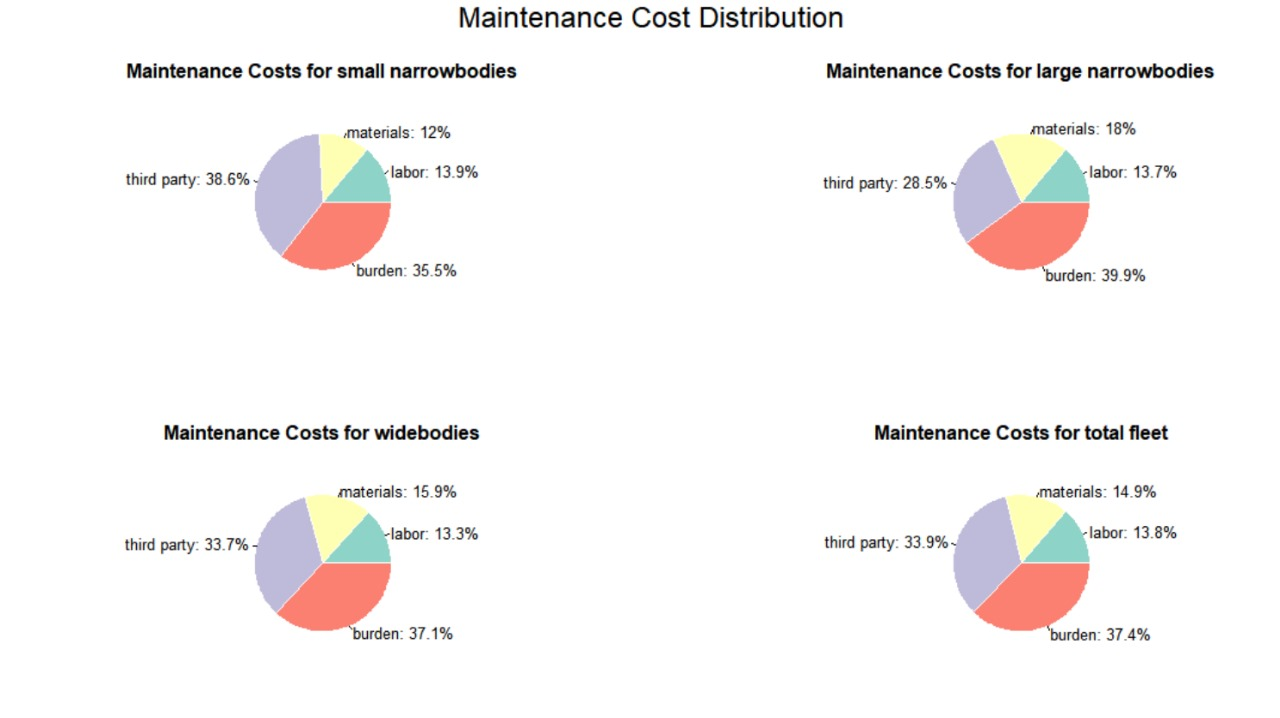 Maintenance Cost Distribution
Maintenance Costs for small narrowbodies
materials: 12%
labor: 13.9%
third party: 38.6%
burden: 35.5%
Maintenance Costs for large narrowbodies
materials: 18%
labor: 13.7%
third party: 28.5%
burden: 39.9%
Maintenance Costs for widebodies
materials: 15.9%
labor: 13.3%
third party: 33.7%
burden: 37.1%
Maintenance Costs for total fleet
materials: 14.9%
labor: 13.8%
third party: 33.9%
burden: 37.4%